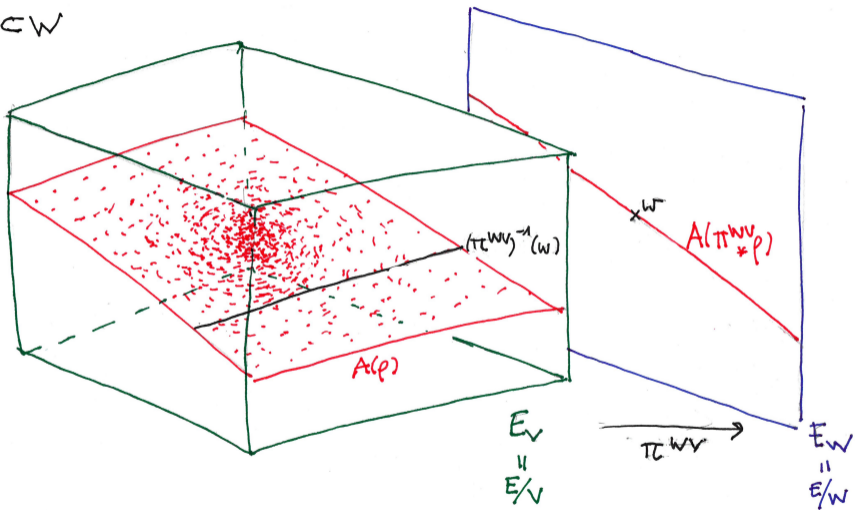 ⊂W
w
(π^{WV})^{-1}(w)
A(π^{WV}_*ρ)
A(ρ)
E_V
=
E/V
π^{WV}
E_W
=
E/W